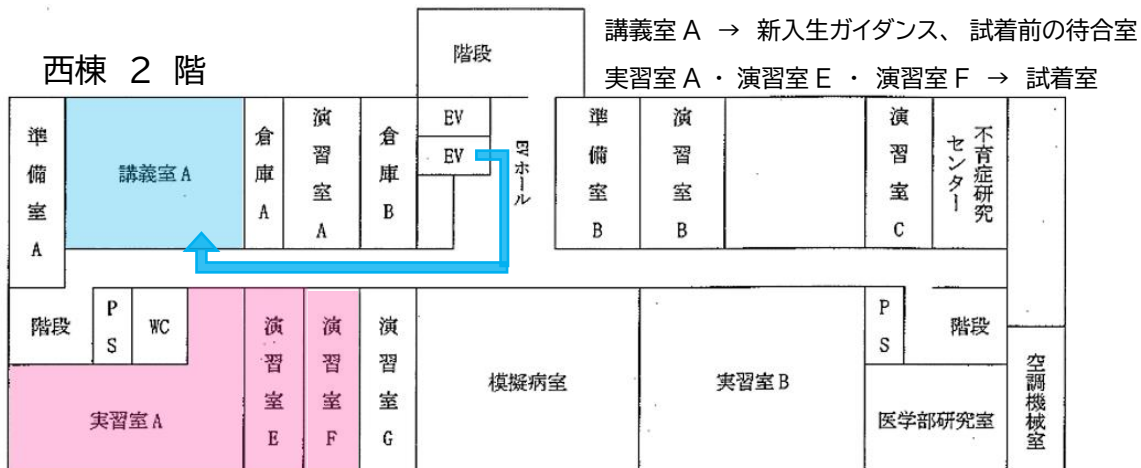 講義室A → 新入生ガイダンス、試着前の待合室
西棟 2 階
実習室A・演習室E・演習室F → 試着室
階段
準備室A
講義室A
倉庫A
演習室A
倉庫B
EV
EV
EVホール
準備室B
演習室B
演習室C
不育症研究
センター
階段
PS
WC
実習室A
演習室E
演習室F
演習室G
模擬病室
実習室B
PS
階段
医学部研究室
空調機械室